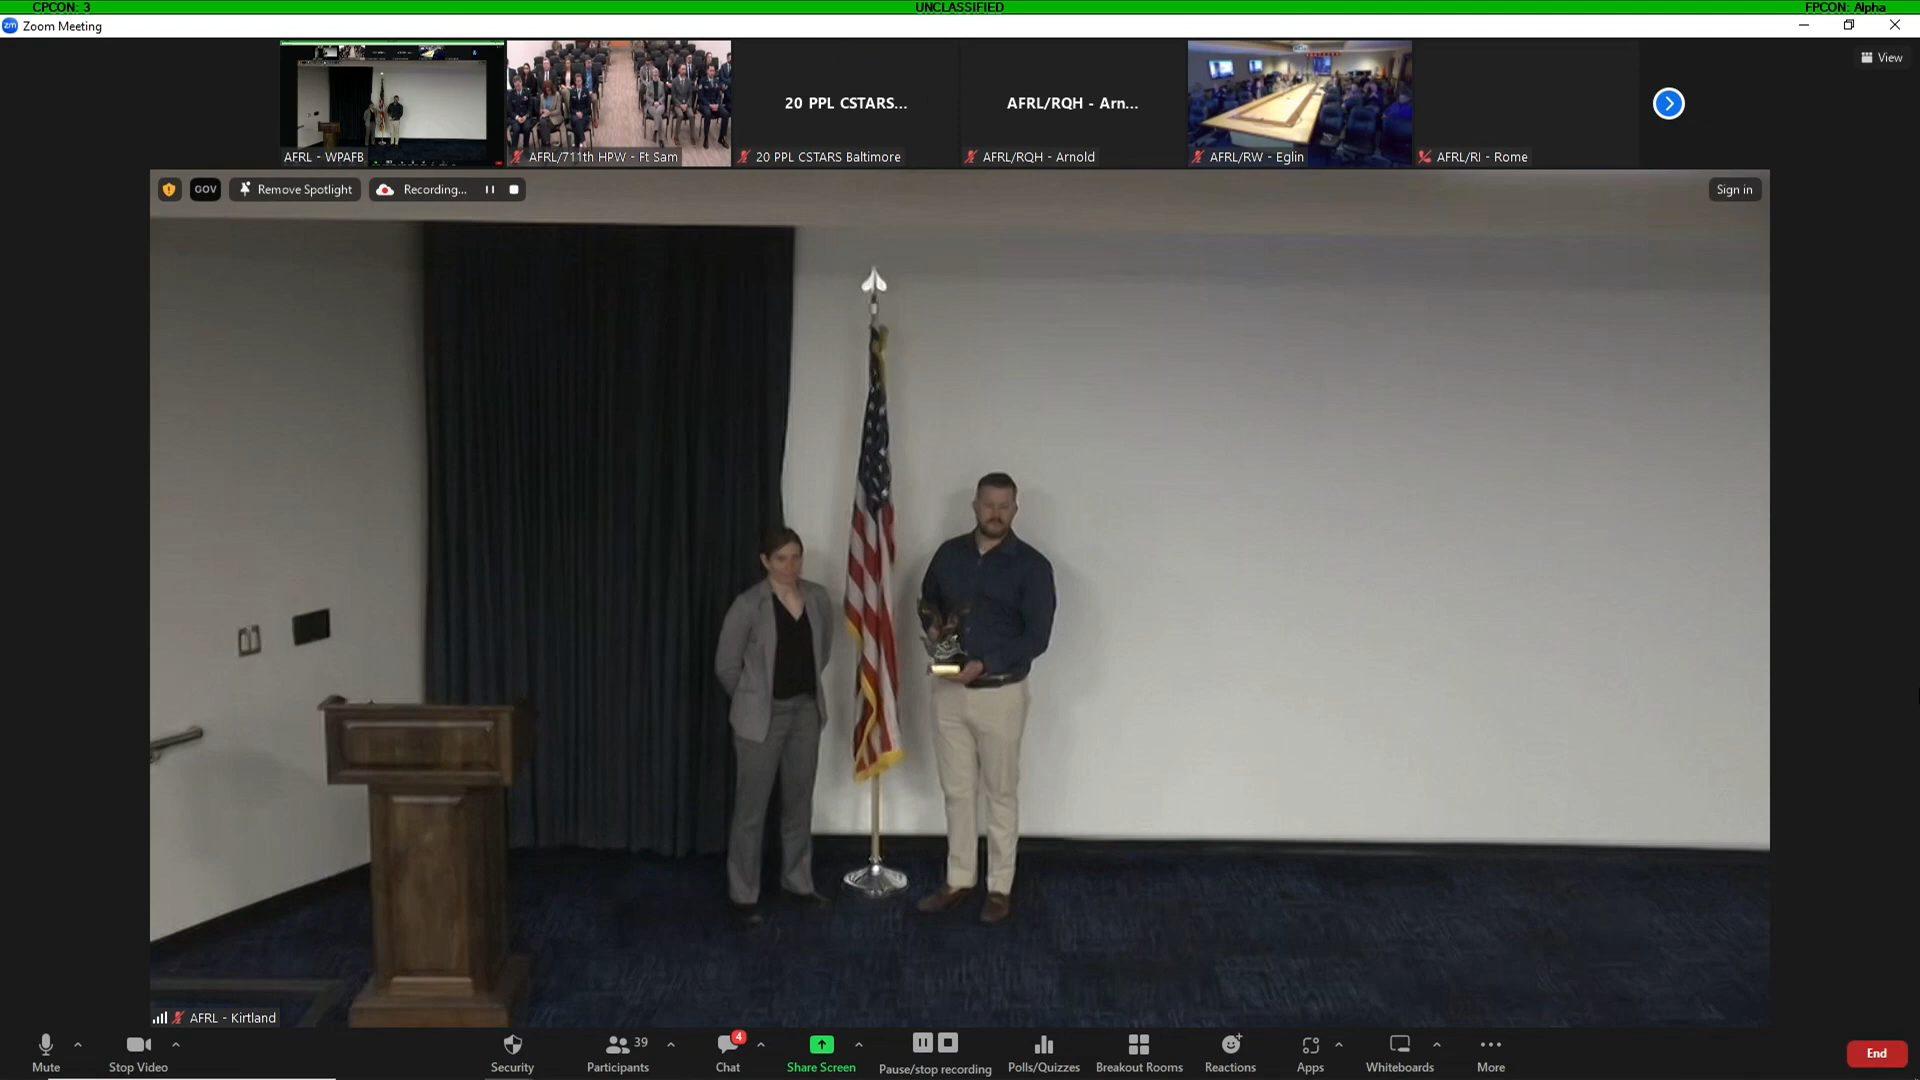 CPCON: 3
UNCLASSIFIED
FPCON: Alpha
zm Zoom Meeting
View
20 PPL CSTARS...
AFRL/RQH - Arn...
AFRL - WPAFB
AFRL/711th HPW - Ft Sam
20 PPL CSTARS Baltimore
AFRL/RQH - Arnold
AFRL/RW - Eglin
AFRL/RI - Rome
GOV
Remove Spotlight
Recording...
Sign in
AFRL - Kirtland
Mute
Stop Video
Security
39
Participants
4
Chat
Share Screen
Pause/stop recording
Polls/Quizzes
Breakout Rooms
Reactions
Apps
Whiteboards
More
End